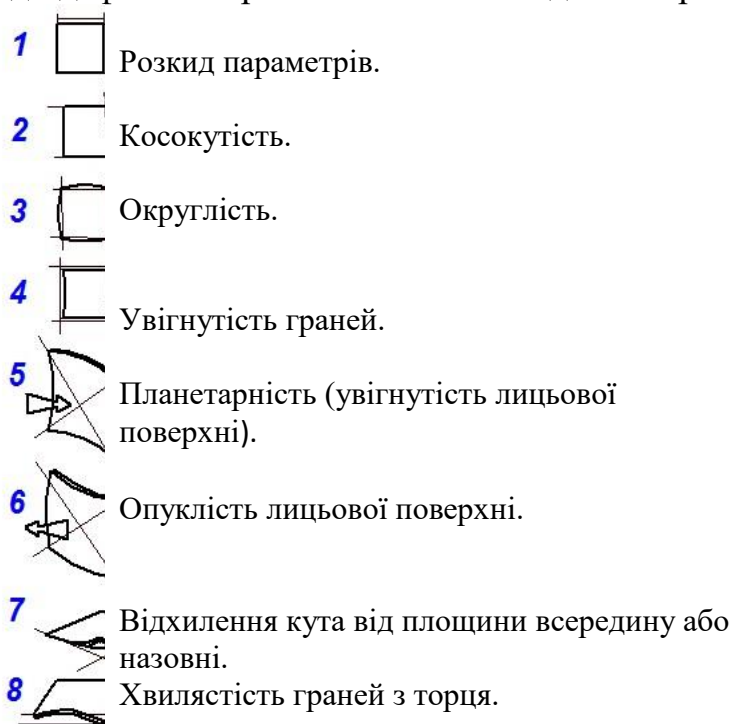 1 Розкид параметрів.
2 Косокутість.
3 Округлість.
4 Увігнутість граней.
5 Планетарність (увігнутість лицьової
поверхні).
6 Опуклість лицьової поверхні.
7 Відхилення кута від площини всередину або
назовні.
8 Хвилястість граней з торця.